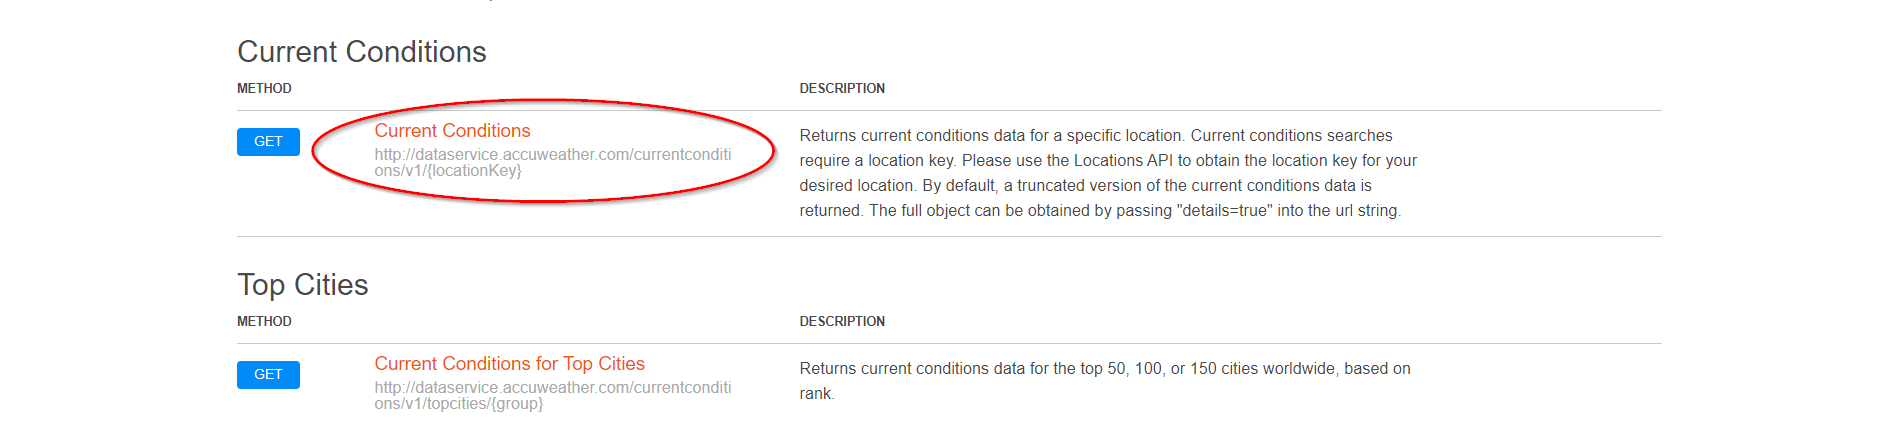 Current Conditions
METHOD DESCRIPTION
GET Current Conditions
http://dataservice.accuweather.com/currentconditi
ons/v1/{locationKey}
Returns current conditions data for a specific location. Current conditions searches
require a location key. Please use the Locations API to obtain the location key for your
desired location. By default, a truncated version of the current conditions data is
returned. The full object can be obtained by passing "details=true" into the url string.
Top Cities
METHOD DESCRIPTION
GET Current Conditions for Top Cities
http://dataservice.accuweather.com/currentconditi
ons/v1/topcities/{group}
Returns current conditions data for the top 50, 100, or 150 cities worldwide, based on
rank.